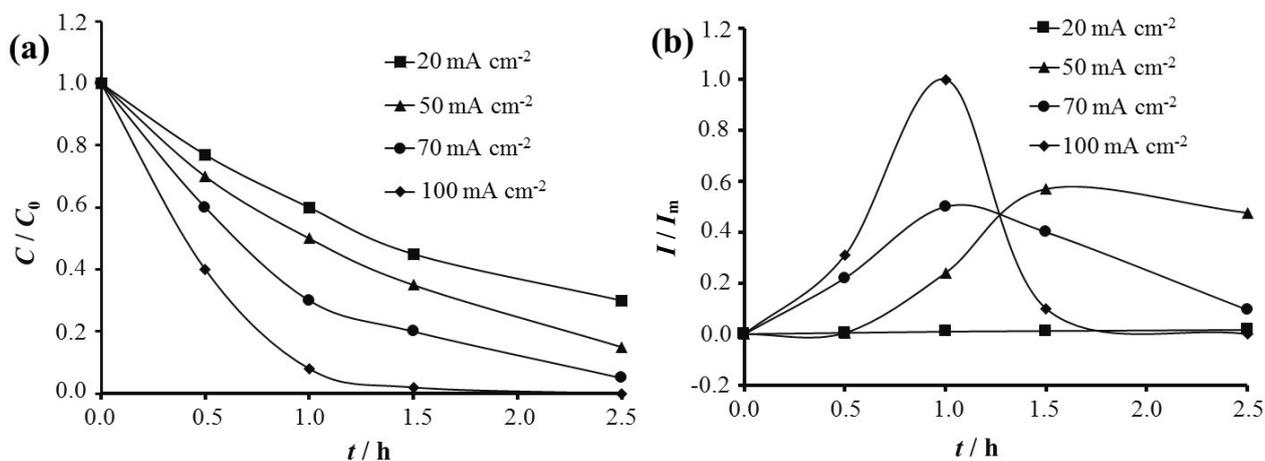 (a)
1.2
1.0
0.8
0.6
0.4
0.2
0.0
C / C₀
0.0 0.5 1.0 1.5 2.0 2.5
t / h
20 mA cm⁻²
50 mA cm⁻²
70 mA cm⁻²
100 mA cm⁻²
(b)
1.2
1.0
0.8
0.6
0.4
0.2
0.0
-0.2
I / Iₘ
0.0 0.5 1.0 1.5 2.0 2.5
t / h
20 mA cm⁻²
50 mA cm⁻²
70 mA cm⁻²
100 mA cm⁻²